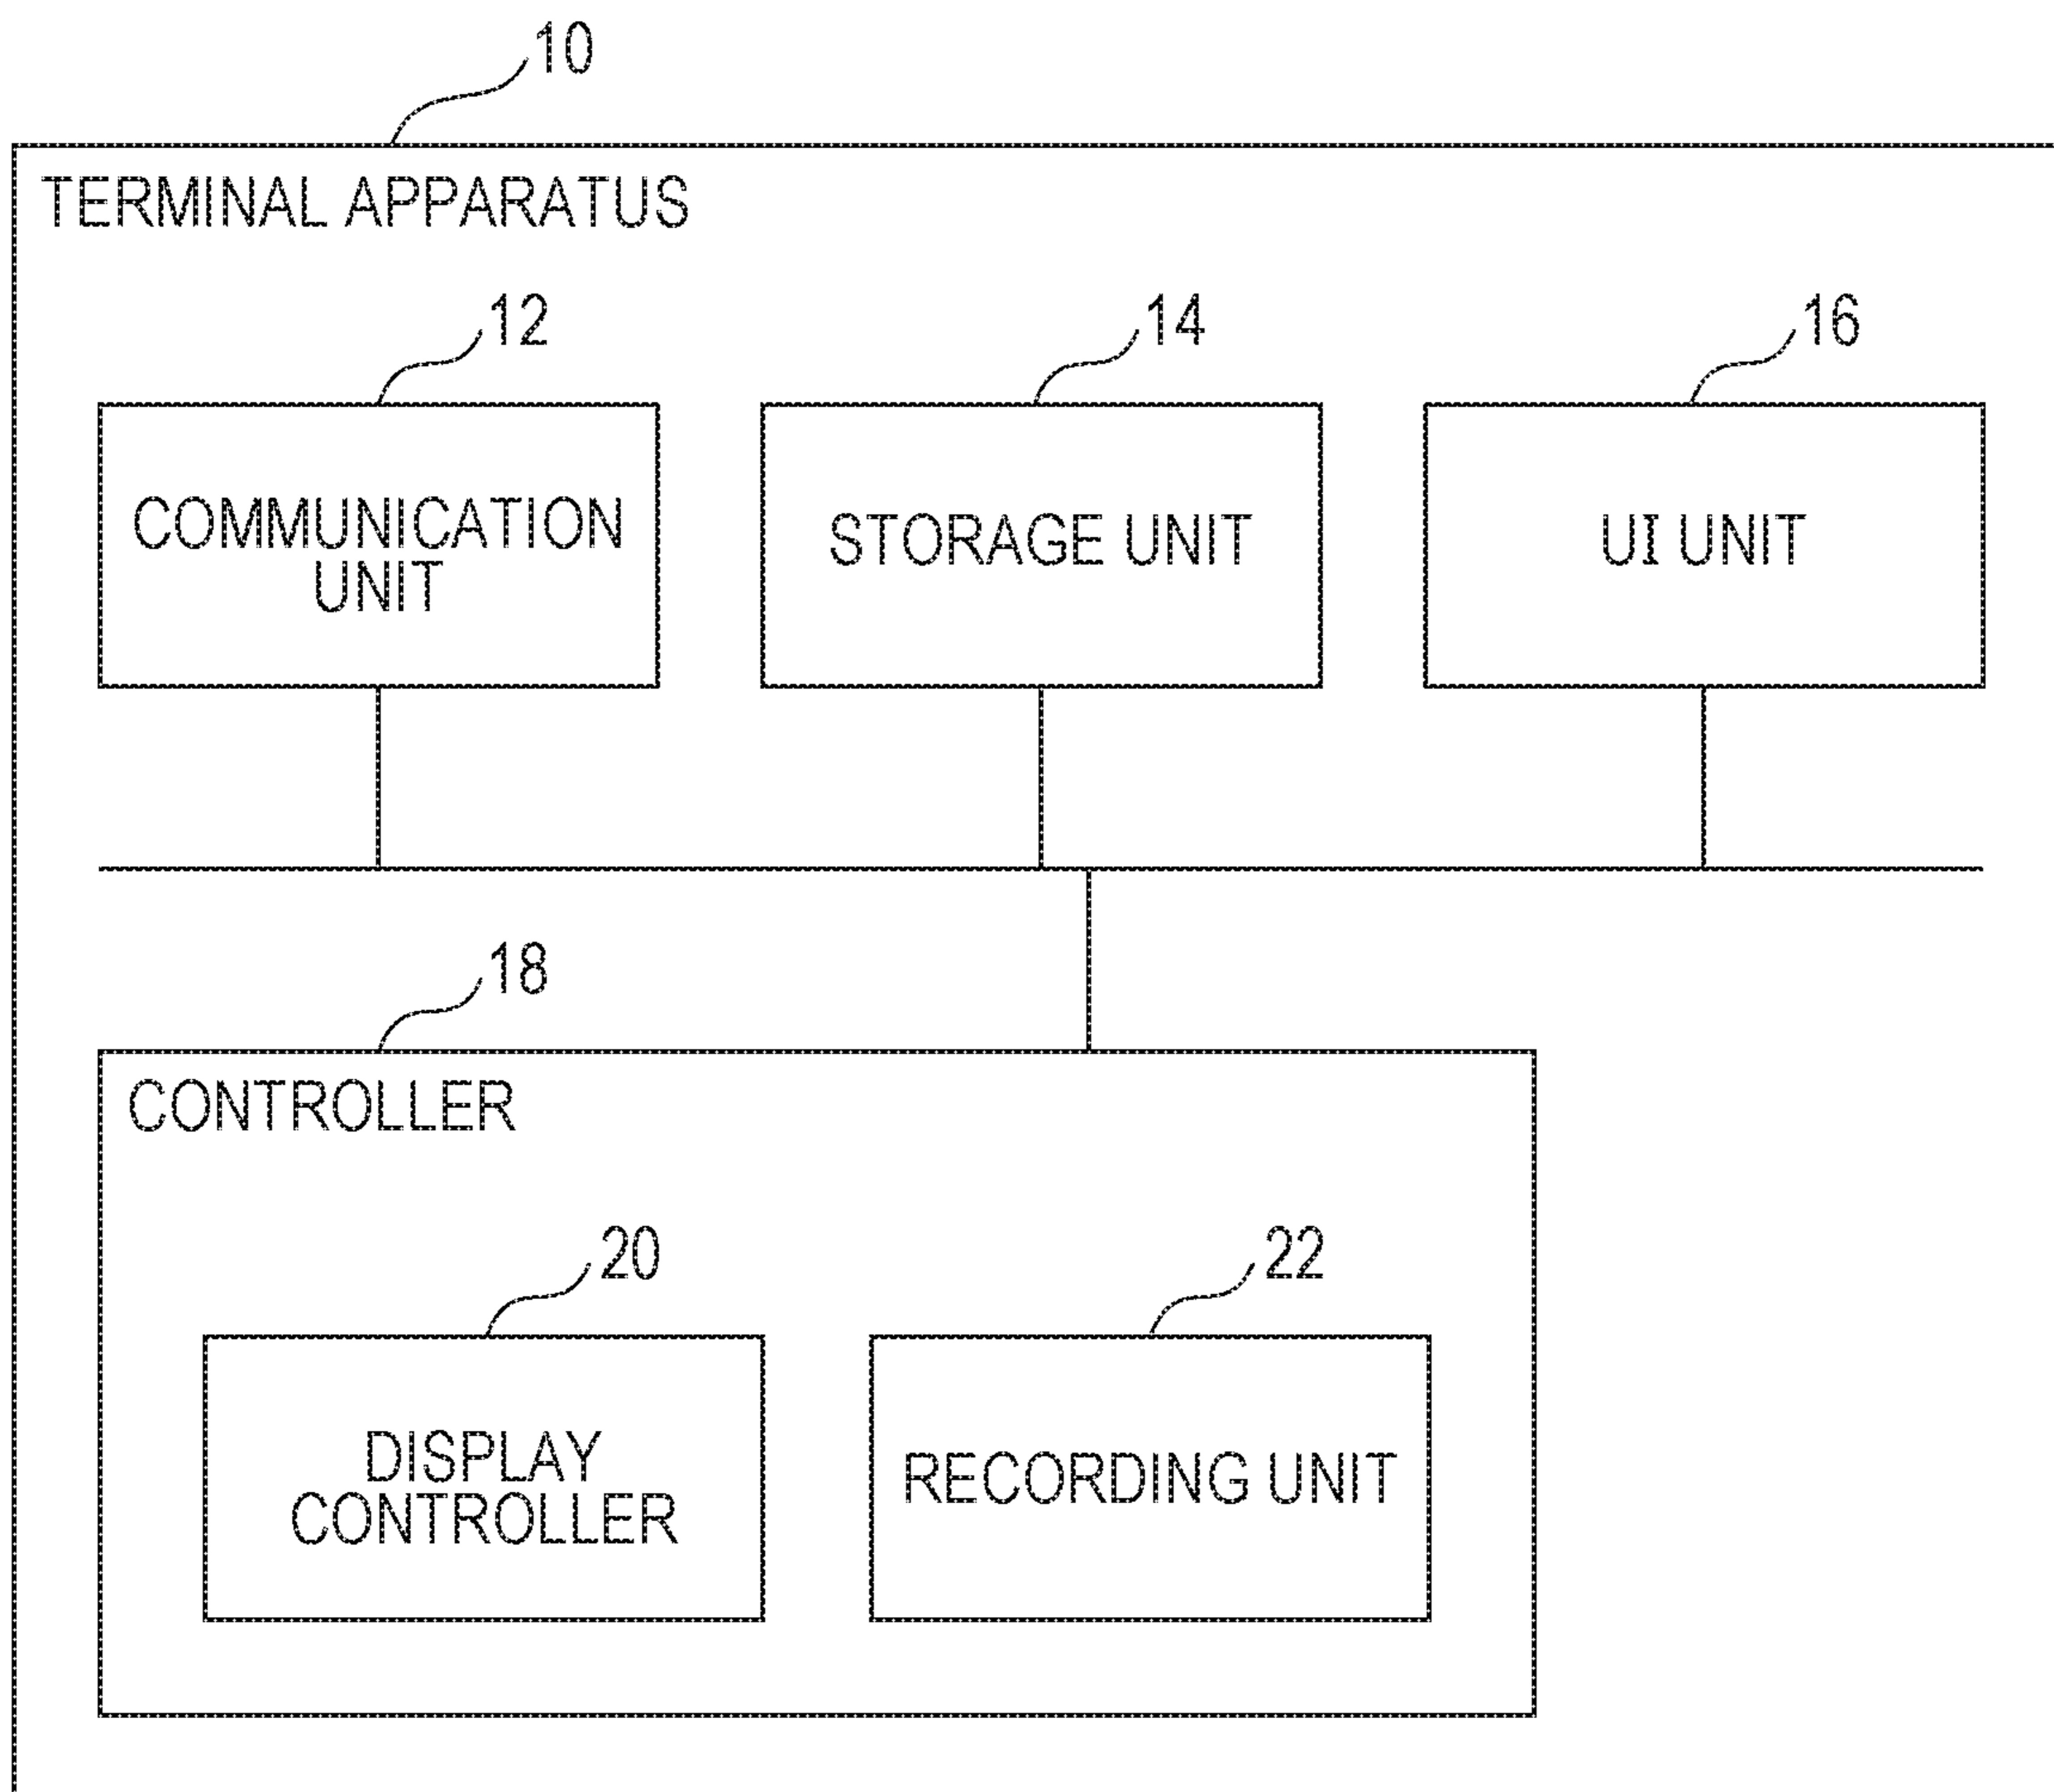 10
TERMINAL APPARATUS
12
14
16
COMMUNICATION
UNIT
STORAGE UNIT
UI UNIT
18
CONTROLLER
20
22
DISPLAY
CONTROLLER
RECORDING UNIT